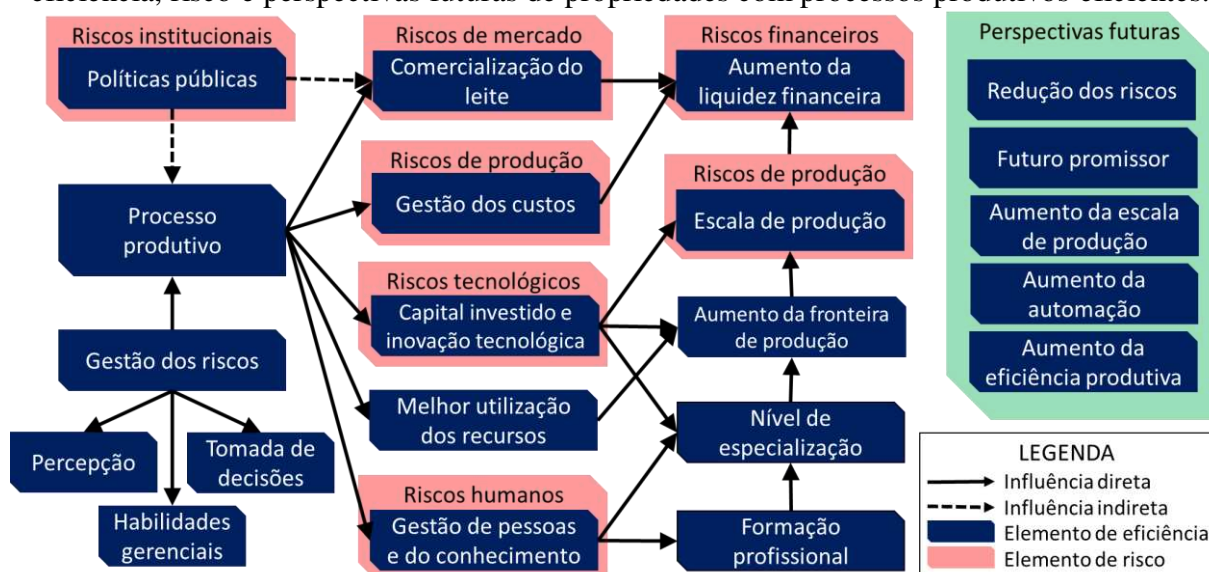 eficiência, risco e perspectivas futuras de propriedades com processos produtivos eficientes.
Riscos institucionais
Políticas públicas
Processo
produtivo
Gestão dos riscos
Percepção
Tomada de
decisões
Habilidades
gerenciais
Riscos de mercado
Comercialização do
leite
Riscos de produção
Gestão dos custos
Riscos tecnológicos
Capital investido e
inovação tecnológica
Melhor utilização
dos recursos
Riscos humanos
Gestão de pessoas
e do conhecimento
Riscos financeiros
Aumento da
liquidez financeira
Riscos de produção
Escala de produção
Aumento da fronteira
de produção
Nível de
especialização
Formação
profissional
Perspectivas futuras
Redução dos riscos
Futuro promissor
Aumento da escala
de produção
Aumento da
automação
Aumento da
eficiência produtiva
LEGENDA
Influência direta
Influência indireta
Elemento de eficiência
Elemento de risco